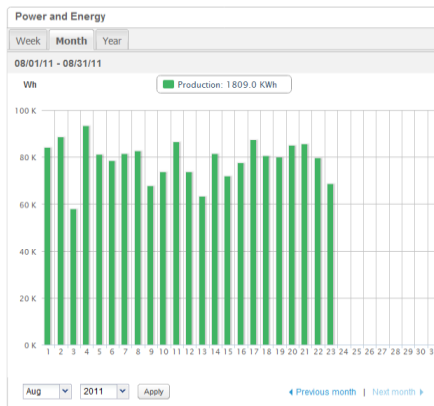 Power and Energy
Week Month Year
08/01/11 - 08/31/11
Wh
Production: 1809.0 KWh
100 K
80 K
60 K
40 K
20 K
0 K
1 2 3 4 5 6 7 8 9 10 11 12 13 14 15 16 17 18 19 20 21 22 23 24 25 26 27 28 29 30 3
Aug 2011 Apply Previous month | Next month